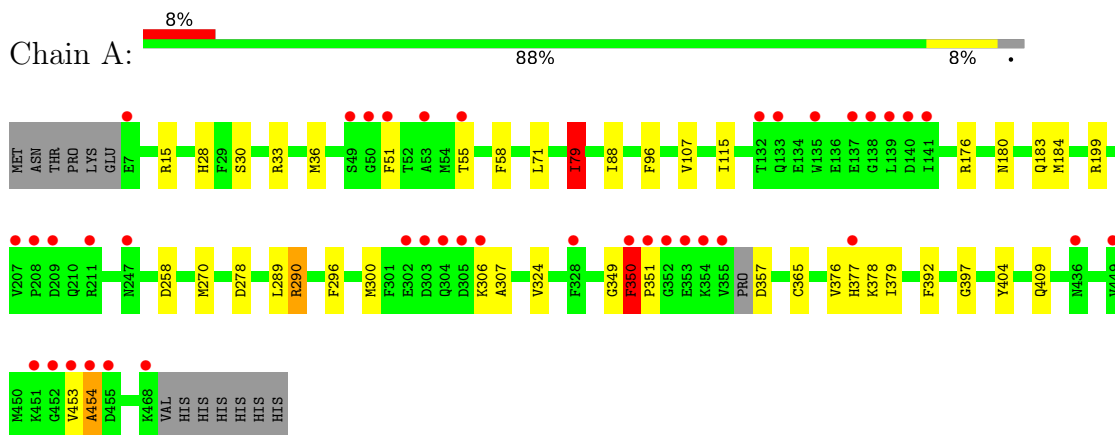 8%
Chain A:
88% 8% •
MET ASN THR PRO LYS GLU E7 R15 H28 F29 S30 R33 M36 S49 G50 F51 T52 A53 M54 T55 F58 L71 I79 I88 F96 V107 I115 T132 Q133 E134 W135 E136 E137 G138 L139 D140 I141 R176 N180 Q183 M184 R199
V207 P208 D209 Q210 R211 N247 D258 M270 D278 L289 R290 F296 M300 F301 E302 D303 Q304 D305 K306 A307 V324 F328 G349 F350 P351 G352 E353 K354 V355 PRO D357 C365 V376 H377 K378 I379 F392 G397 Y404 Q409 N436 V449
M450 K451 G452 V453 A454 D455 K468 VAL HIS HIS HIS HIS HIS HIS